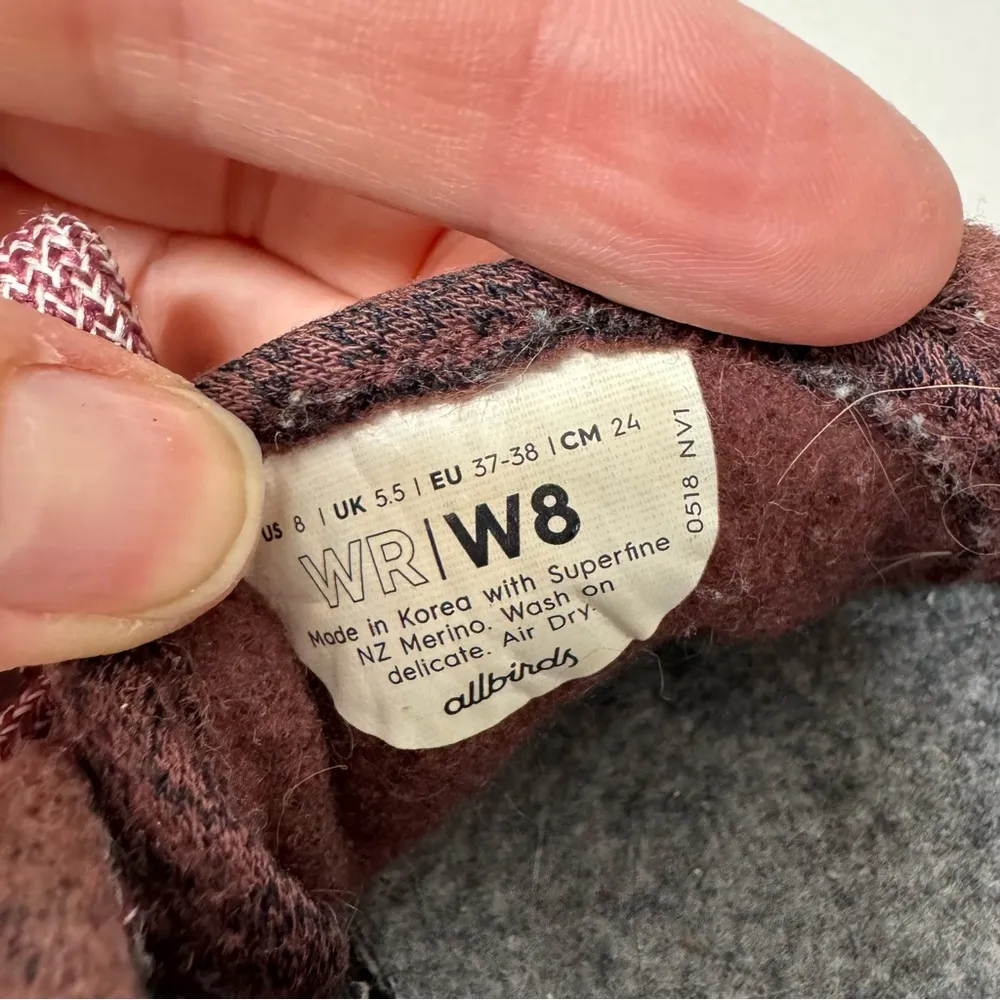 US 8 | UK 5.5 | EU 37-38 | CM 24
WR|W8
Made in Korea with Superfine
NZ Merino. Wash on
delicate. Air Dry.
allbirds
0518 NV1